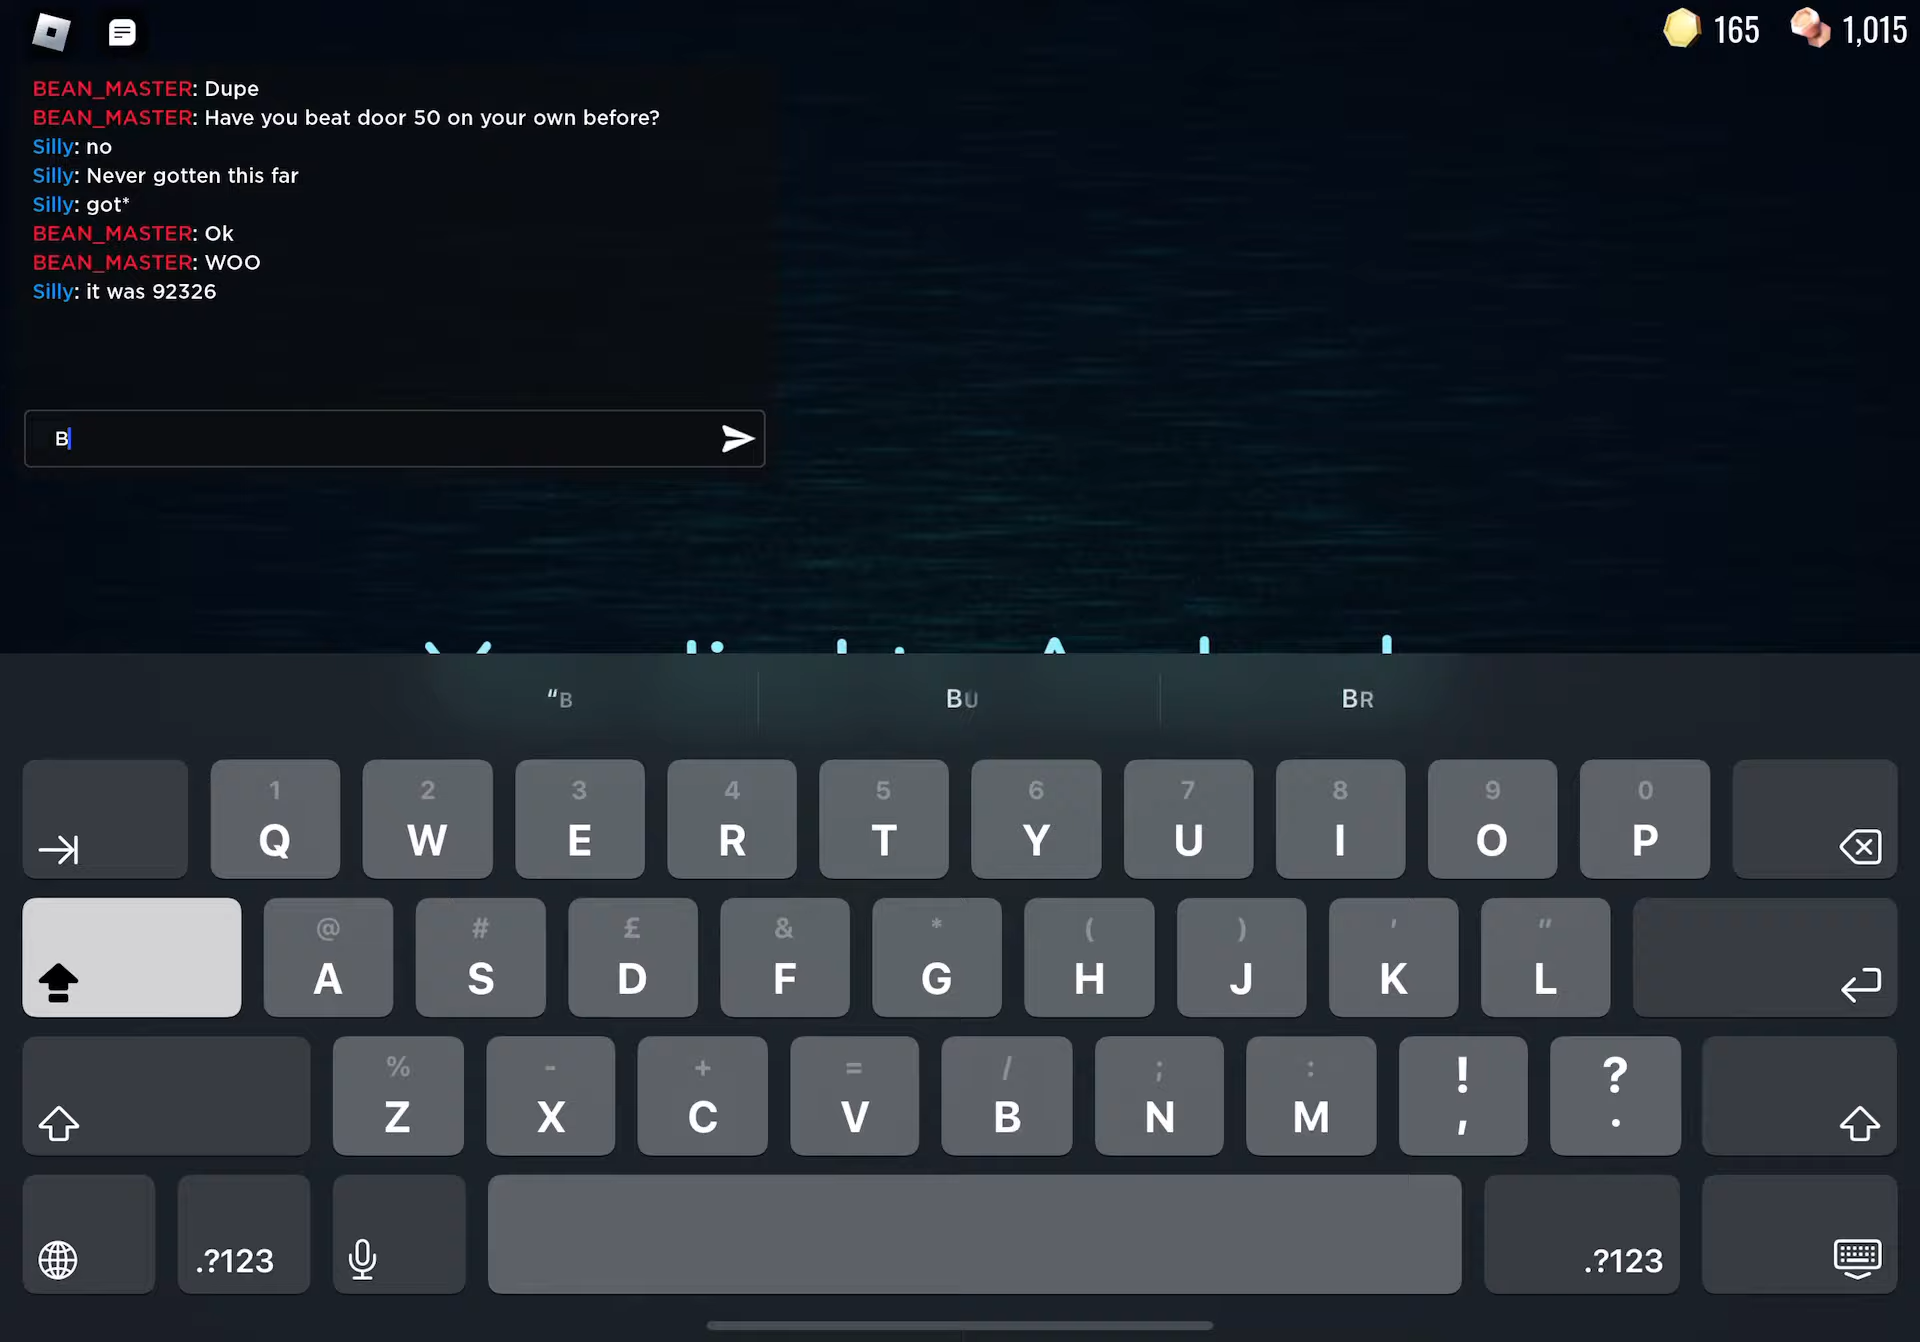 165 1,015
BEAN_MASTER: Dupe
BEAN_MASTER: Have you beat door 50 on your own before?
Silly: no
Silly: Never gotten this far
Silly: got*
BEAN_MASTER: Ok
BEAN_MASTER: WOO
Silly: it was 92326
B
“B BU BR
1 2 3 4 5 6 7 8 9 0
Q W E R T Y U I O P
@ # £ & * ( ) ' "
A S D F G H J K L
% - + = / ; : ! ?
Z X C V B N M , .
.?123 .?123